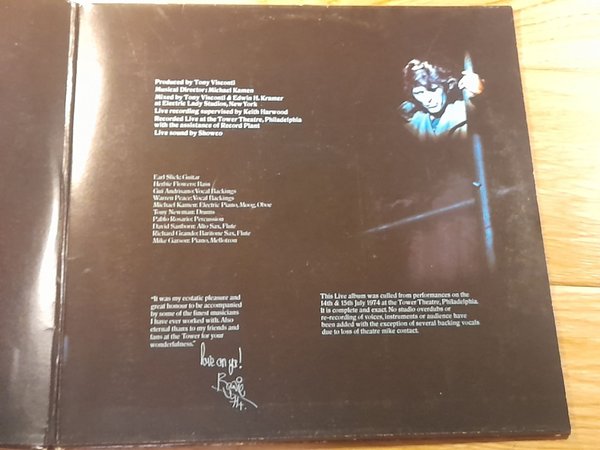 Produced by Tony Visconti
Musical Director: Michael Kamen
Mixed by Tony Visconti & Edwin H. Kramer
at Electric Lady Studios, New York
Live recording supervised by Keith Harwood
Recorded Live at the Tower Theatre, Philadelphia
with the assistance of Record Plant
Live sound by Showco
Earl Slick: Guitar
Herbie Flowers: Bass
Gui Andrisano: Vocal Backings
Warren Peace: Vocal Backings
Michael Kamen: Electric Piano, Moog, Oboe
Tony Newman: Drums
Pablo Rosario: Percussion
David Sanborn: Alto Sax, Flute
Richard Grando: Baritone Sax, Flute
Mike Garson: Piano, Mellotron
"It was my ecstatic pleasure and
great honour to be accompanied
by some of the finest musicians
I have ever worked with. Also
eternal thanx to my friends and
fans at the Tower for your
wonderfulness."
love on ya!
Bowie
74.
This Live album was culled from performances on the
14th & 15th July 1974 at the Tower Theatre, Philadelphia.
It is complete and exact. No studio overdubs or
re-recording of voices, instruments or audience have
been added with the exception of several backing vocals
due to loss of theatre mike contact.